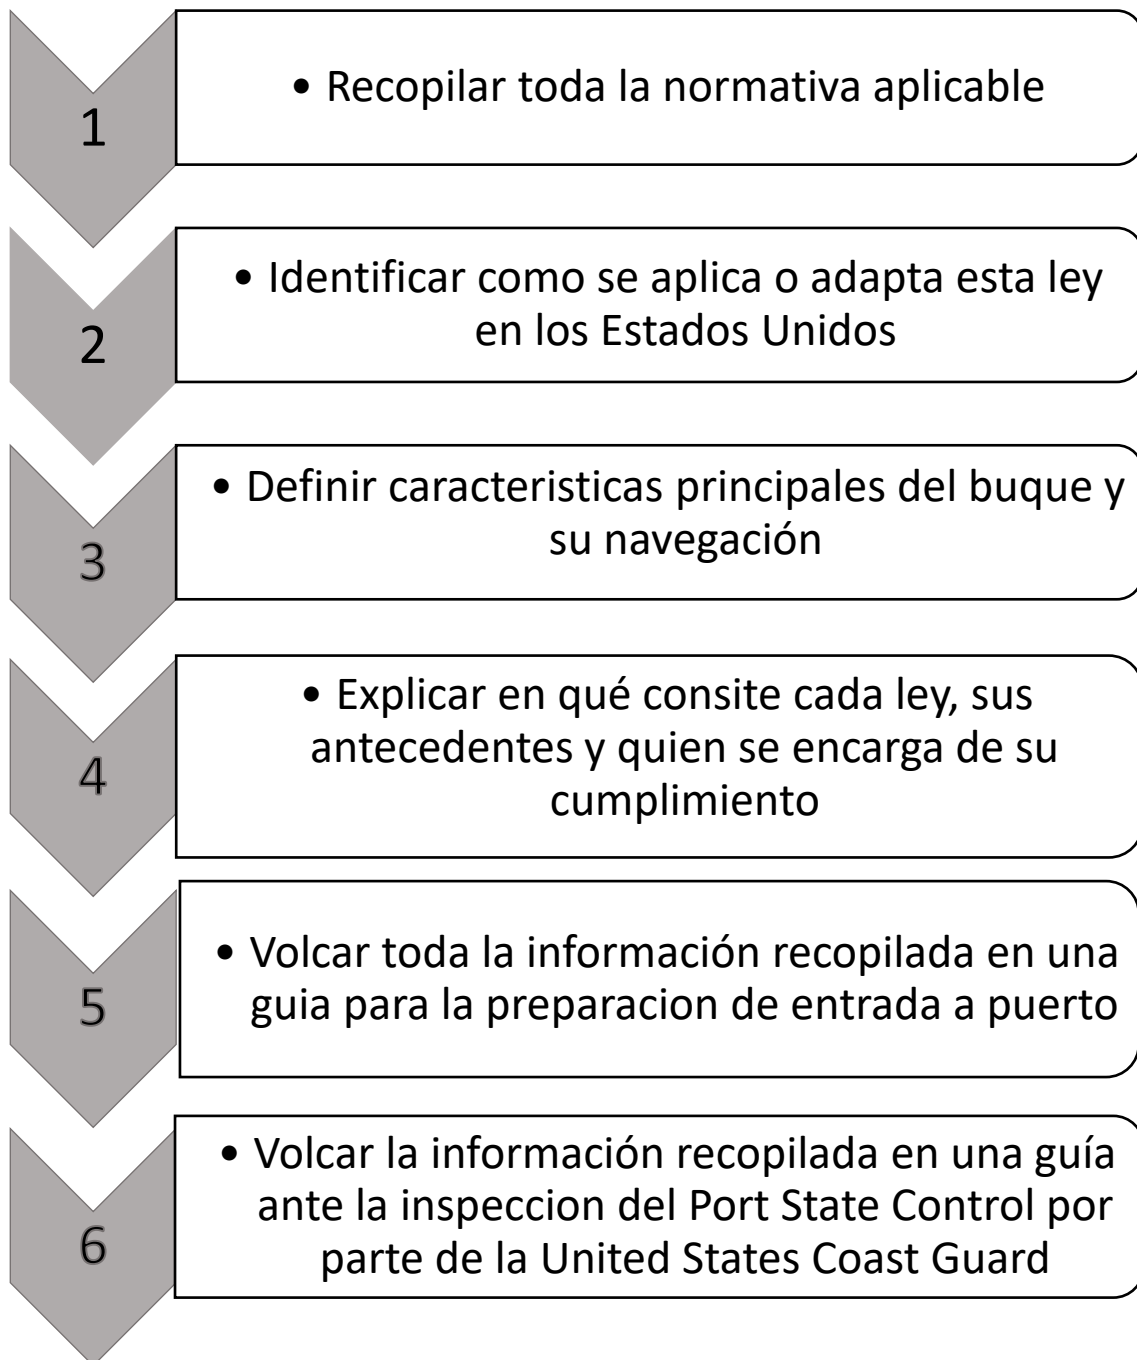 1
• Recopilar toda la normativa aplicable
2
• Identificar como se aplica o adapta esta ley
en los Estados Unidos
3
• Definir caracteristicas principales del buque y
su navegación
4
• Explicar en qué consite cada ley, sus
antecedentes y quien se encarga de su
cumplimiento
5
• Volcar toda la información recopilada en una
guia para la preparacion de entrada a puerto
6
• Volcar la información recopilada en una guía
ante la inspeccion del Port State Control por
parte de la United States Coast Guard